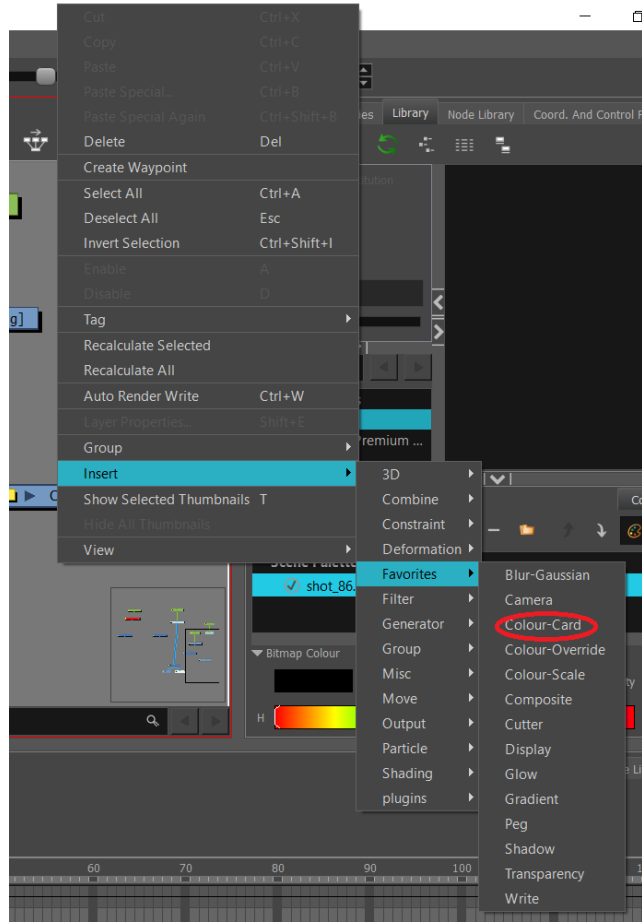 Cut Ctrl+X
Copy Ctrl+C
Paste Ctrl+V
Paste Special... Ctrl+B
Paste Special Again Ctrl+Shift+B
Delete Del
Create Waypoint
Select All Ctrl+A
Deselect All Esc
Invert Selection Ctrl+Shift+I
Enable A
Disable D
Tag
Recalculate Selected
Recalculate All
Auto Render Write Ctrl+W
Layer Properties... Shift+E
Group
Insert
Show Selected Thumbnails T
Hide All Thumbnails
View
Library Node Library Coord. And Control
g]
Premium ...
3D
Combine
Constraint
Deformation
Favorites
Filter
Generator
Group
Misc
Move
Output
Particle
Shading
plugins
Blur-Gaussian
Camera
Colour-Card
Colour-Override
Colour-Scale
Composite
Cutter
Display
Glow
Gradient
Peg
Shadow
Transparency
Write
Scene Palette
shot_86.
Bitmap Colour
H
60 70 80 90 100